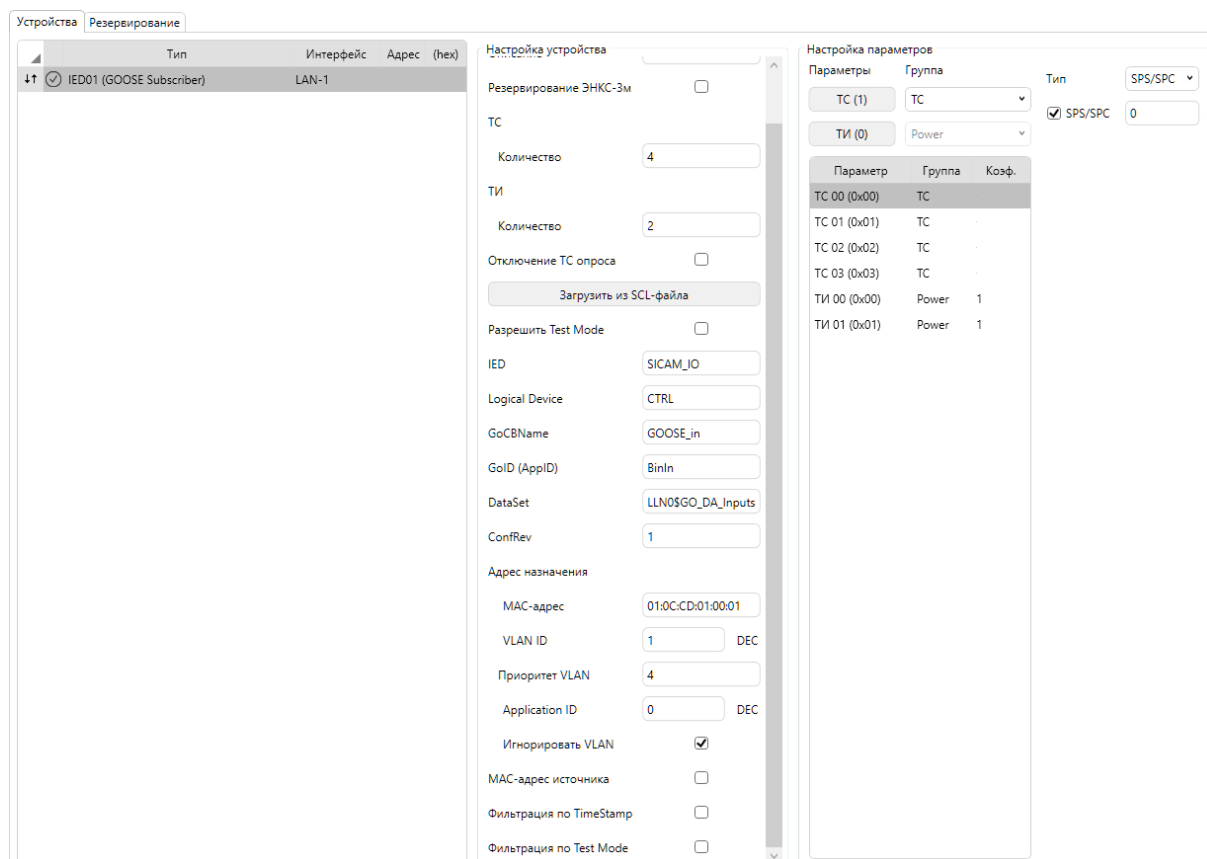 Устройства Резервирование
Тип Интерфейс Адрес (hex)
IED01 (GOOSE Subscriber) LAN-1
Настройка устройства
Резервирование ЭНКС-3м
ТС
Количество 4
ТИ
Количество 2
Отключение ТС опроса
Загрузить из SCL-файла
Разрешить Test Mode
IED SICAM_IO
Logical Device CTRL
GoCBName GOOSE_in
GoID (AppID) BinIn
DataSet LLN0$GO_DA_Inputs
ConfRev 1
Адрес назначения
MAC-адрес 01:0C:CD:01:00:01
VLAN ID 1 DEC
Приоритет VLAN 4
Application ID 0 DEC
Игнорировать VLAN
MAC-адрес источника
Фильтрация по TimeStamp
Фильтрация по Test Mode
Настройка параметров
Параметры Группа
ТС (1) ТС
ТИ (0) Power
Тип SPS/SPC
SPS/SPC 0
Параметр Группа Коэф.
ТС 00 (0x00) ТС
ТС 01 (0x01) ТС
ТС 02 (0x02) ТС
ТС 03 (0x03) ТС
ТИ 00 (0x00) Power 1
ТИ 01 (0x01) Power 1